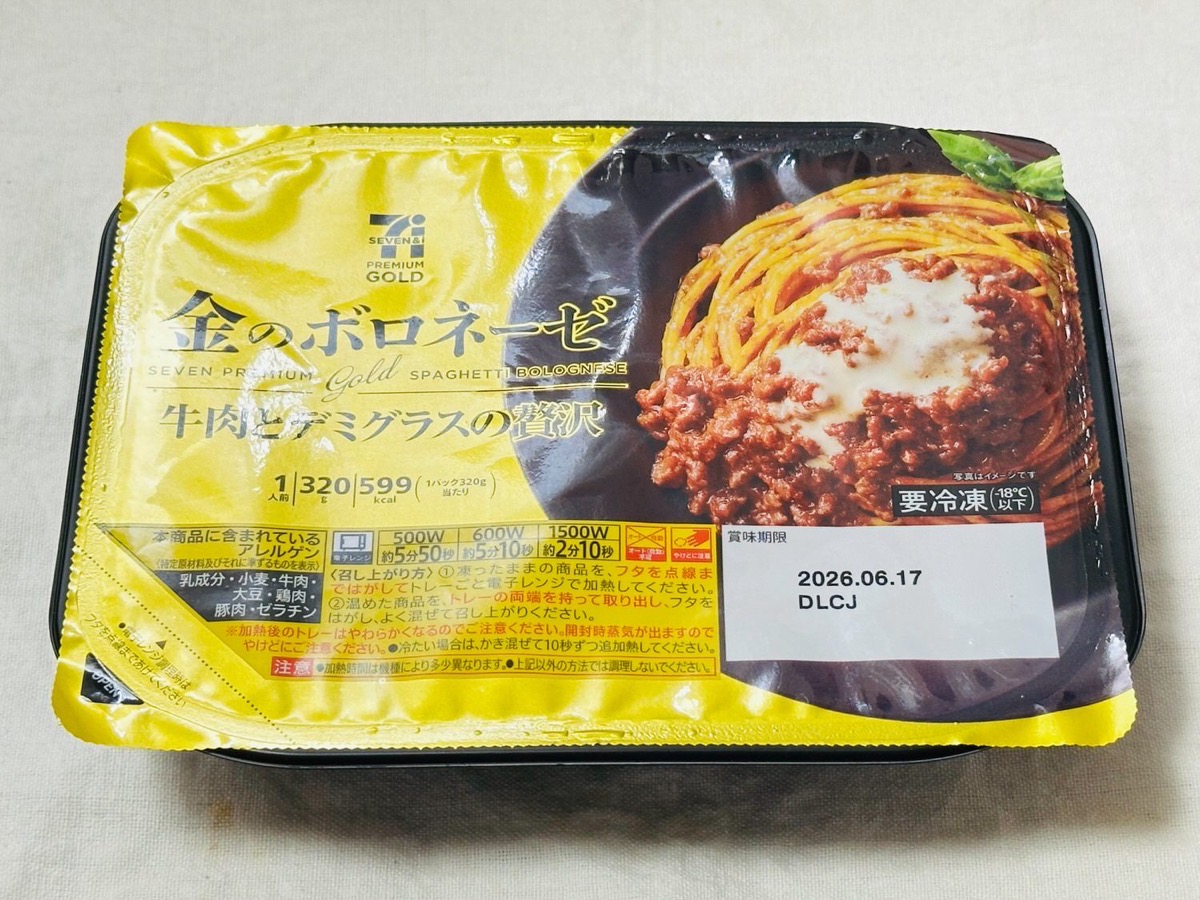 SEVEN&i
PREMIUM
GOLD
金のボロネーゼ
SEVEN PREMIUM Gold SPAGHETTI BOLOGNESE
牛肉とデミグラスの贅沢
1人前 320g 599kcal (1パック320g当たり)
写真はイメージです
要冷凍(-18℃以下)
本商品に含まれている
アレルゲン
(特定原材料及びそれに準ずるものを表示)
乳成分・小麦・牛肉・
大豆・鶏肉・
豚肉・ゼラチン
電子レンジ 500W 約5分50秒 600W 約5分10秒 1500W 約2分10秒
オート(自動)不可
やけどに注意
〈召し上がり方〉①凍ったままの商品を、フタを点線ま
ではがしてトレーごと電子レンジで加熱してください。
②温めた商品を、トレーの両端を持って取り出し、フタを
はがし、よく混ぜて召し上がりください。
※加熱後のトレーはやわらかくなるのでご注意ください。開封時蒸気が出ますので
やけどにご注意ください。●冷たい場合は、かき混ぜて10秒ずつ追加加熱してください。
注意 ●加熱時間は機種により多少異なります。●上記以外の方法では調理しないでください。
賞味期限
2026.06.17
DLCJ
OPEN